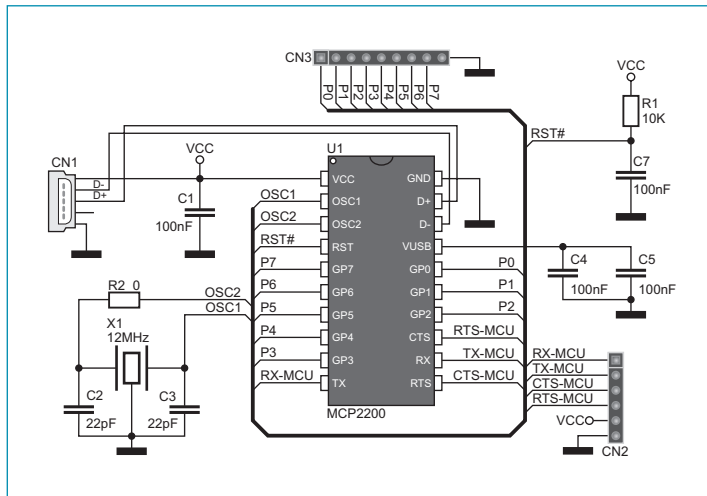 CN3
P0 P1 P2 P3 P4 P5 P6 P7
VCC
R1
10K
RST#
C7
100nF
CN1
D-
D+
VCC
C1
100nF
U1
VCC
OSC1
OSC2
RST
GP7
GP6
GP5
GP4
GP3
TX
GND
D+
D-
VUSB
GP0
GP1
GP2
CTS
RX
RTS
MCP2200
OSC1
OSC2
RST#
P7
P6
P5
P4
P3
RX-MCU
P0
P1
P2
RTS-MCU
TX-MCU
CTS-MCU
C4
100nF
C5
100nF
R2 0
OSC2
OSC1
X1
12MHz
C2
22pF
C3
22pF
RX-MCU
TX-MCU
CTS-MCU
RTS-MCU
VCC
CN2